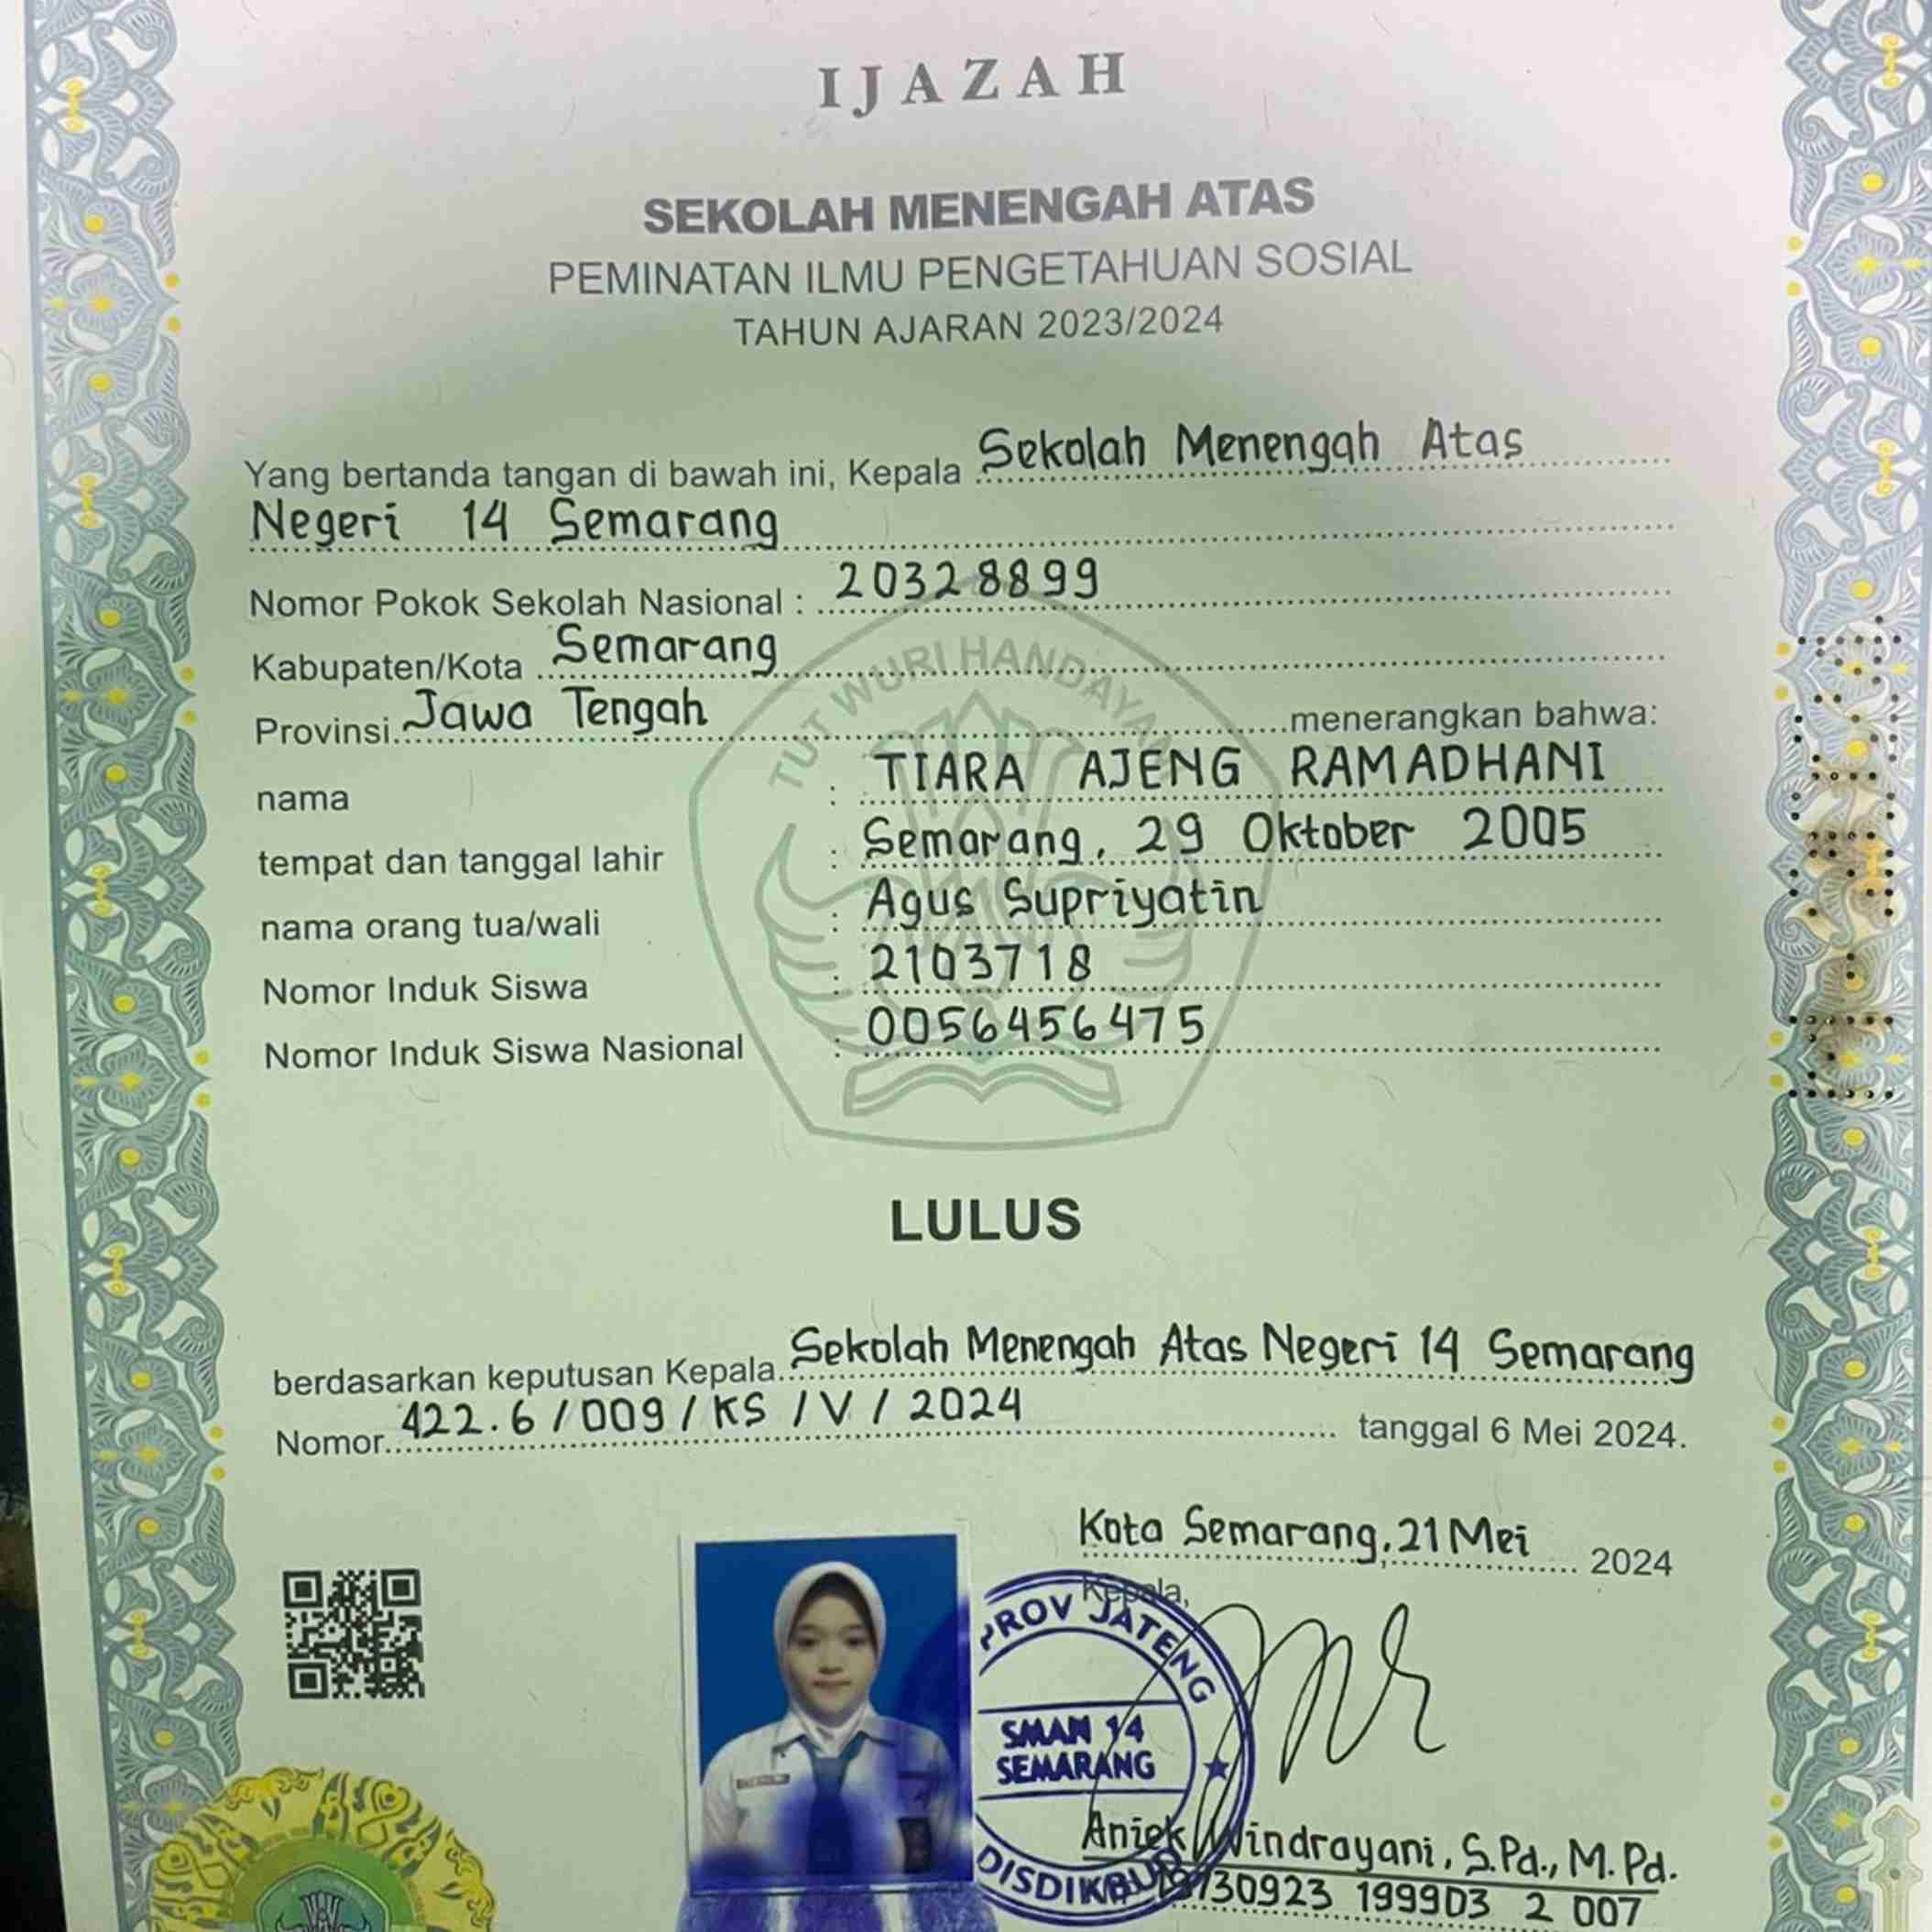 IJAZAH
SEKOLAH MENENGAH ATAS
PEMINATAN ILMU PENGETAHUAN SOSIAL
TAHUN AJARAN 2023/2024
Yang bertanda tangan di bawah ini, Kepala Sekolah Menengah Atas
Negeri 14 Semarang
Nomor Pokok Sekolah Nasional : 20328899
Kabupaten/Kota Semarang
Provinsi Jawa Tengah menerangkan bahwa:
nama : TIARA AJENG RAMADHANI
tempat dan tanggal lahir : Semarang, 29 Oktober 2005
nama orang tua/wali : Agus Supriyatin
Nomor Induk Siswa : 2103718
Nomor Induk Siswa Nasional : 0056456475
TUT WURI HANDAYANI
LULUS
berdasarkan keputusan Kepala Sekolah Menengah Atas Negeri 14 Semarang
Nomor 422.6/009/KS/V/2024 tanggal 6 Mei 2024.
Kota Semarang, 21 Mei 2024
Kepala,
PROV JATENG
SMAN 14
SEMARANG
DISDIKBUD
Aniek Windrayani, S.Pd., M.Pd.
19730923 199903 2 007